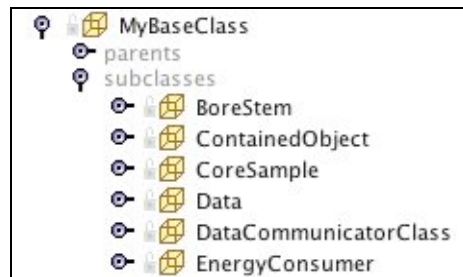 MyBaseClass
parents
subclasses
BoreStem
ContainedObject
CoreSample
Data
DataCommunicatorClass
EnergyConsumer